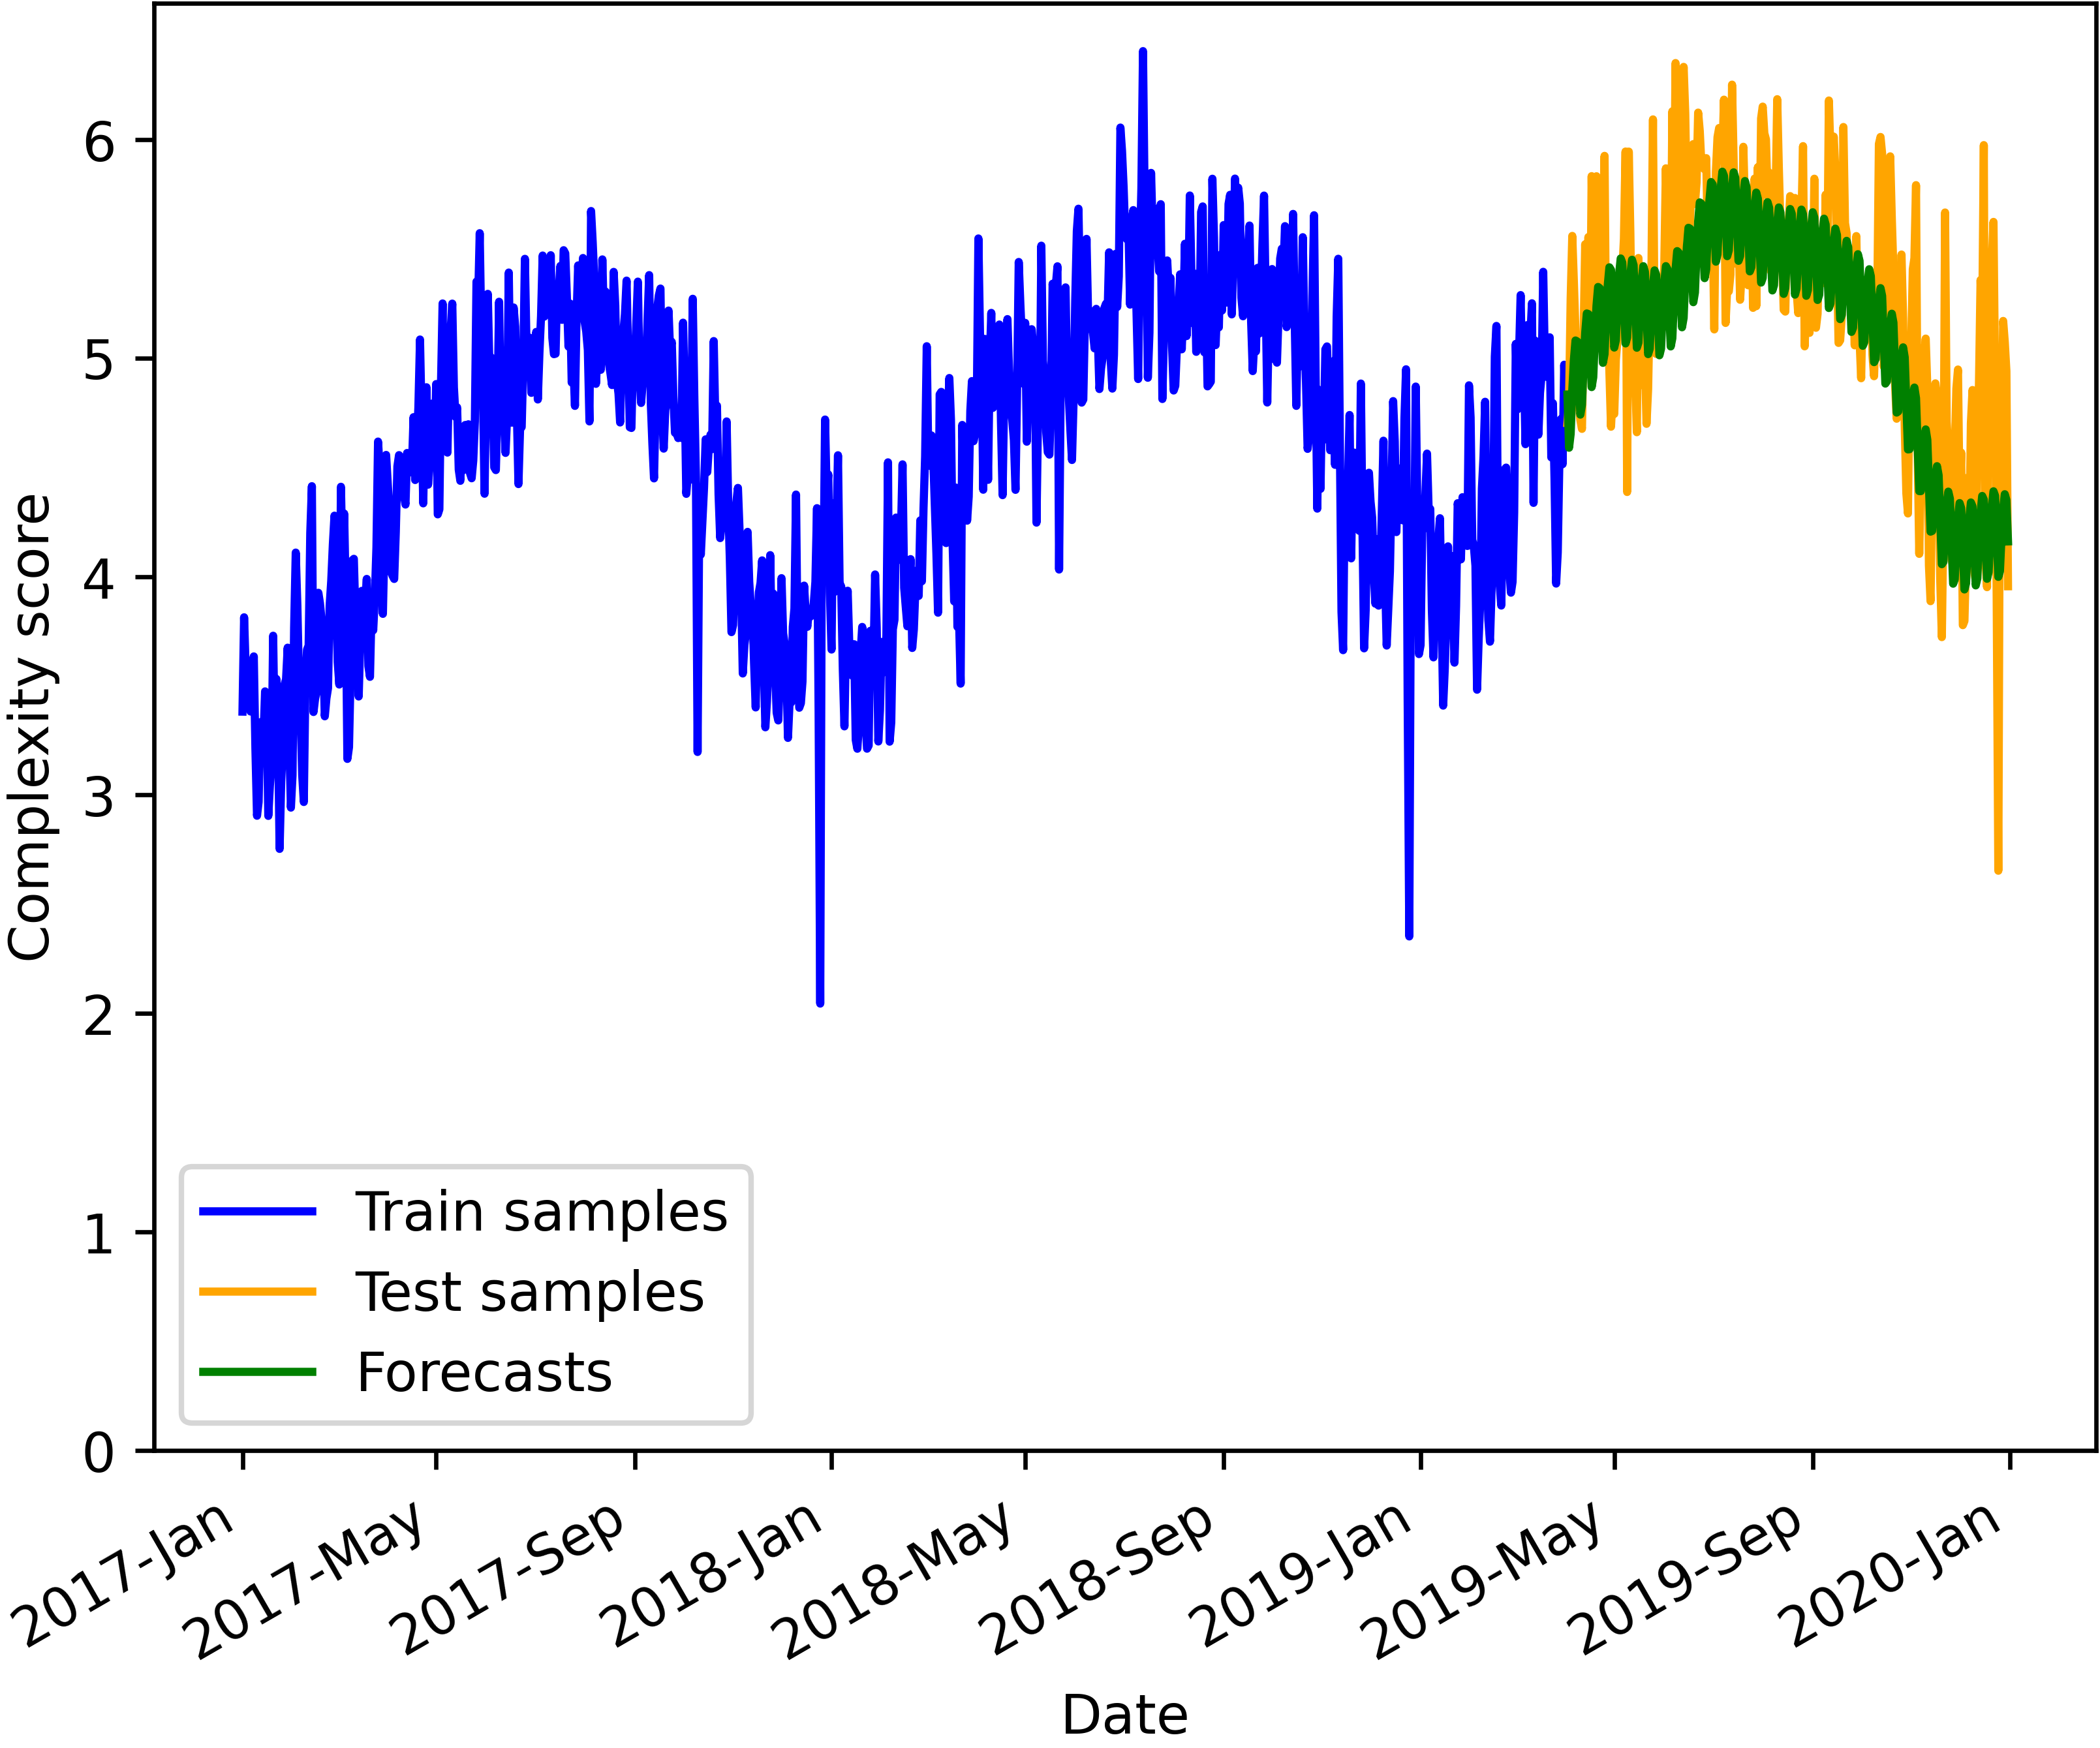 Complexity score
6
5
4
3
2
1
0
Train samples
Test samples
Forecasts
2017-Jan
2017-May
2017-Sep
2018-Jan
2018-May
2018-Sep
2019-Jan
2019-May
2019-Sep
2020-Jan
Date